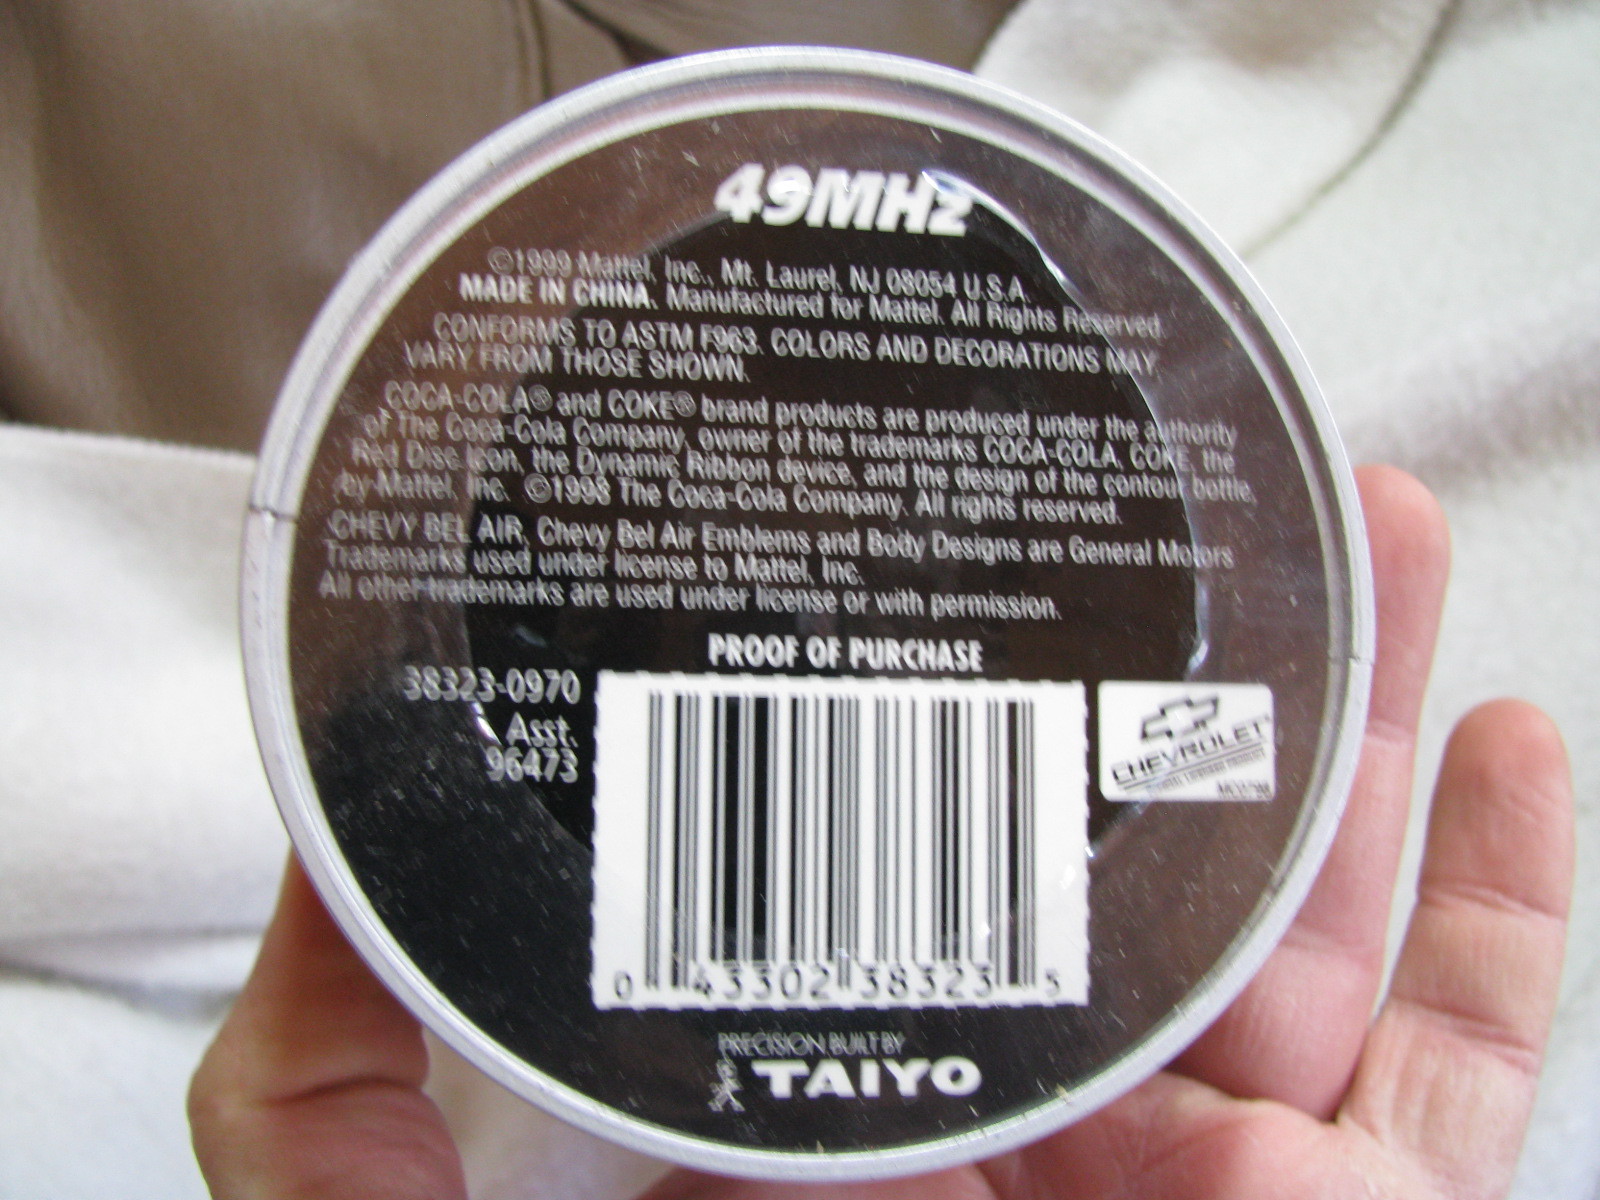 49MHz
©1999 Mattel, Inc., Mt. Laurel, NJ 08054 U.S.A.
MADE IN CHINA. Manufactured for Mattel. All Rights Reserved.
CONFORMS TO ASTM F963. COLORS AND DECORATIONS MAY
VARY FROM THOSE SHOWN.
COCA-COLA® and COKE® brand products are produced under the authority
of The Coca-Cola Company, owner of the trademarks COCA-COLA, COKE, the
Red Disc Icon, the Dynamic Ribbon device, and the design of the contour bottle,
by Mattel, Inc. ©1998 The Coca-Cola Company. All rights reserved.
CHEVY BEL AIR, Chevy Bel Air Emblems and Body Designs are General Motors
Trademarks used under license to Mattel, Inc.
All other trademarks are used under license or with permission.
PROOF OF PURCHASE
38323-0970
Asst.
96473
CHEVROLET
0 43302 38323 5
PRECISION BUILT BY
TAIYO